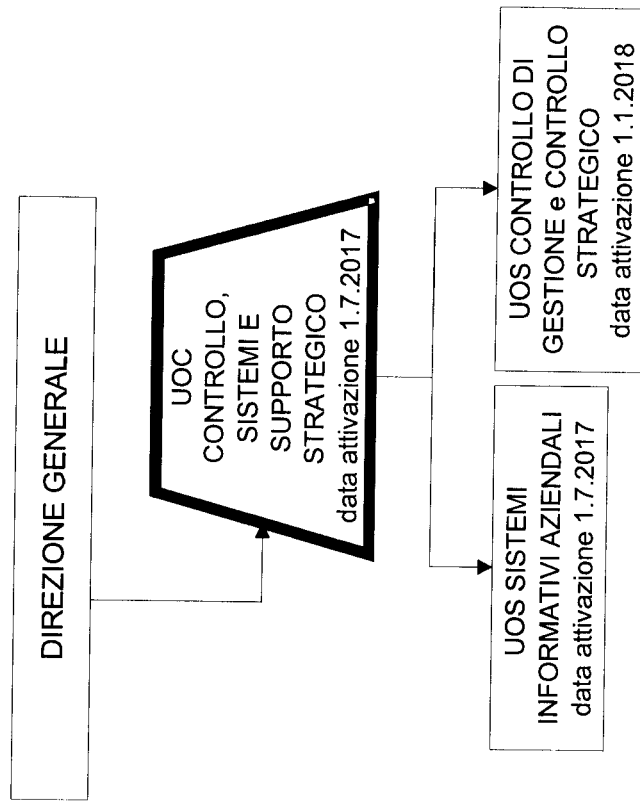 DIREZIONE GENERALE
UOC
CONTROLLO,
SISTEMI E
SUPPORTO
STRATEGICO
data attivazione 1.7.2017
UOS SISTEMI
INFORMATIVI AZIENDALI
data attivazione 1.7.2017
UOS CONTROLLO DI
GESTIONE e CONTROLLO
STRATEGICO
data attivazione 1.1.2018